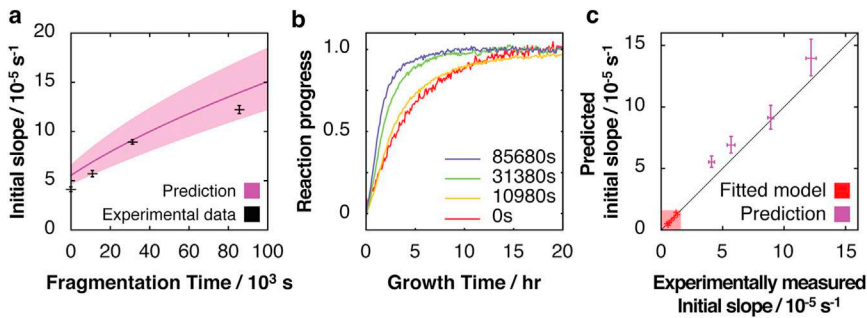 a
20
15
10
5
0
Initial slope / 10⁻⁵ s⁻¹
Prediction
Experimental data
0 20 40 60 80 100
Fragmentation Time / 10³ s
b
1.0
0.5
0
Reaction progress
85680s
31380s
10980s
0s
0 5 10 15 20
Growth Time / hr
c
15
10
5
0
Predicted
initial slope / 10⁻⁵ s⁻¹
Fitted model
Prediction
0 5 10 15
Experimentally measured
Initial slope / 10⁻⁵ s⁻¹